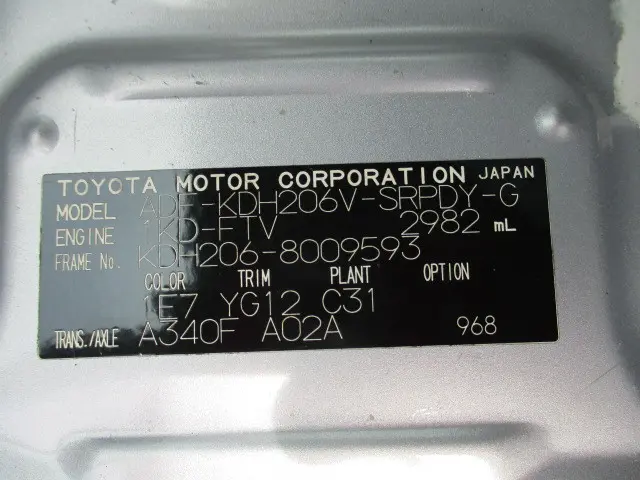 TOYOTA MOTOR CORPORATION JAPAN
MODEL ADF-KDH206V-SRPDY-G
ENGINE 1KD-FTV 2982 mL
FRAME No. KDH206-8009593
COLOR TRIM PLANT OPTION
1E7 YG12 C31
TRANS./AXLE A340F A02A 968